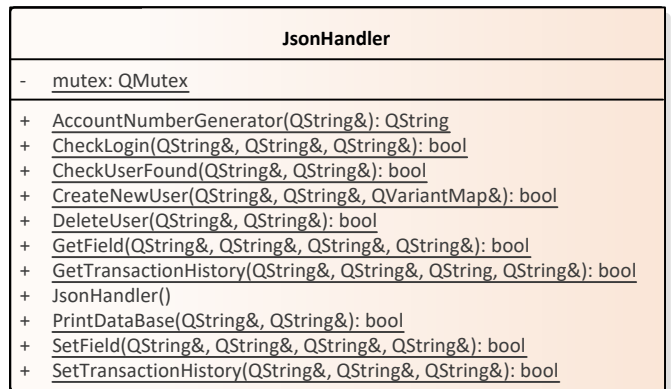 JsonHandler
- mutex: QMutex
+ AccountNumberGenerator(QString&): QString
+ CheckLogin(QString&, QString&, QString&): bool
+ CheckUserFound(QString&, QString&): bool
+ CreateNewUser(QString&, QString&, QVariantMap&): bool
+ DeleteUser(QString&, QString&): bool
+ GetField(QString&, QString&, QString&, QString&): bool
+ GetTransactionHistory(QString&, QString&, QString, QString&): bool
+ JsonHandler()
+ PrintDataBase(QString&, QString&): bool
+ SetField(QString&, QString&, QString&, QString&): bool
+ SetTransactionHistory(QString&, QString&, QString&): bool